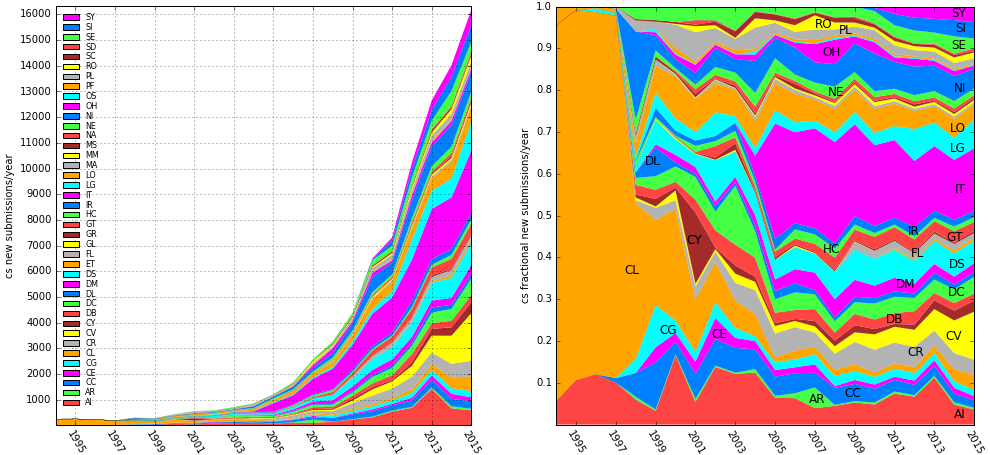 cs new submissions/year
16000
15000
14000
13000
12000
11000
10000
9000
8000
7000
6000
5000
4000
3000
2000
1000
SY
SI
SE
SD
SC
RO
PL
PF
OS
OH
NI
NE
NA
MS
MM
MA
LO
LG
IT
IR
HC
GT
GR
GL
FL
ET
DS
DM
DL
DC
DB
CY
CV
CR
CL
CG
CE
CC
AR
AI
1995
1997
1999
2001
2003
2005
2007
2009
2011
2013
2015
cs fractional new submissions/year
1.0
0.9
0.8
0.7
0.6
0.5
0.4
0.3
0.2
0.1
SY
RO
SI
PL
SE
OH
NI
NE
LO
LG
DL
IT
CY
IR
GT
HC
FL
DS
CL
DM
DC
DB
CG
CE
CV
CR
CC
AR
AI
1995
1997
1999
2001
2003
2005
2007
2009
2011
2013
2015